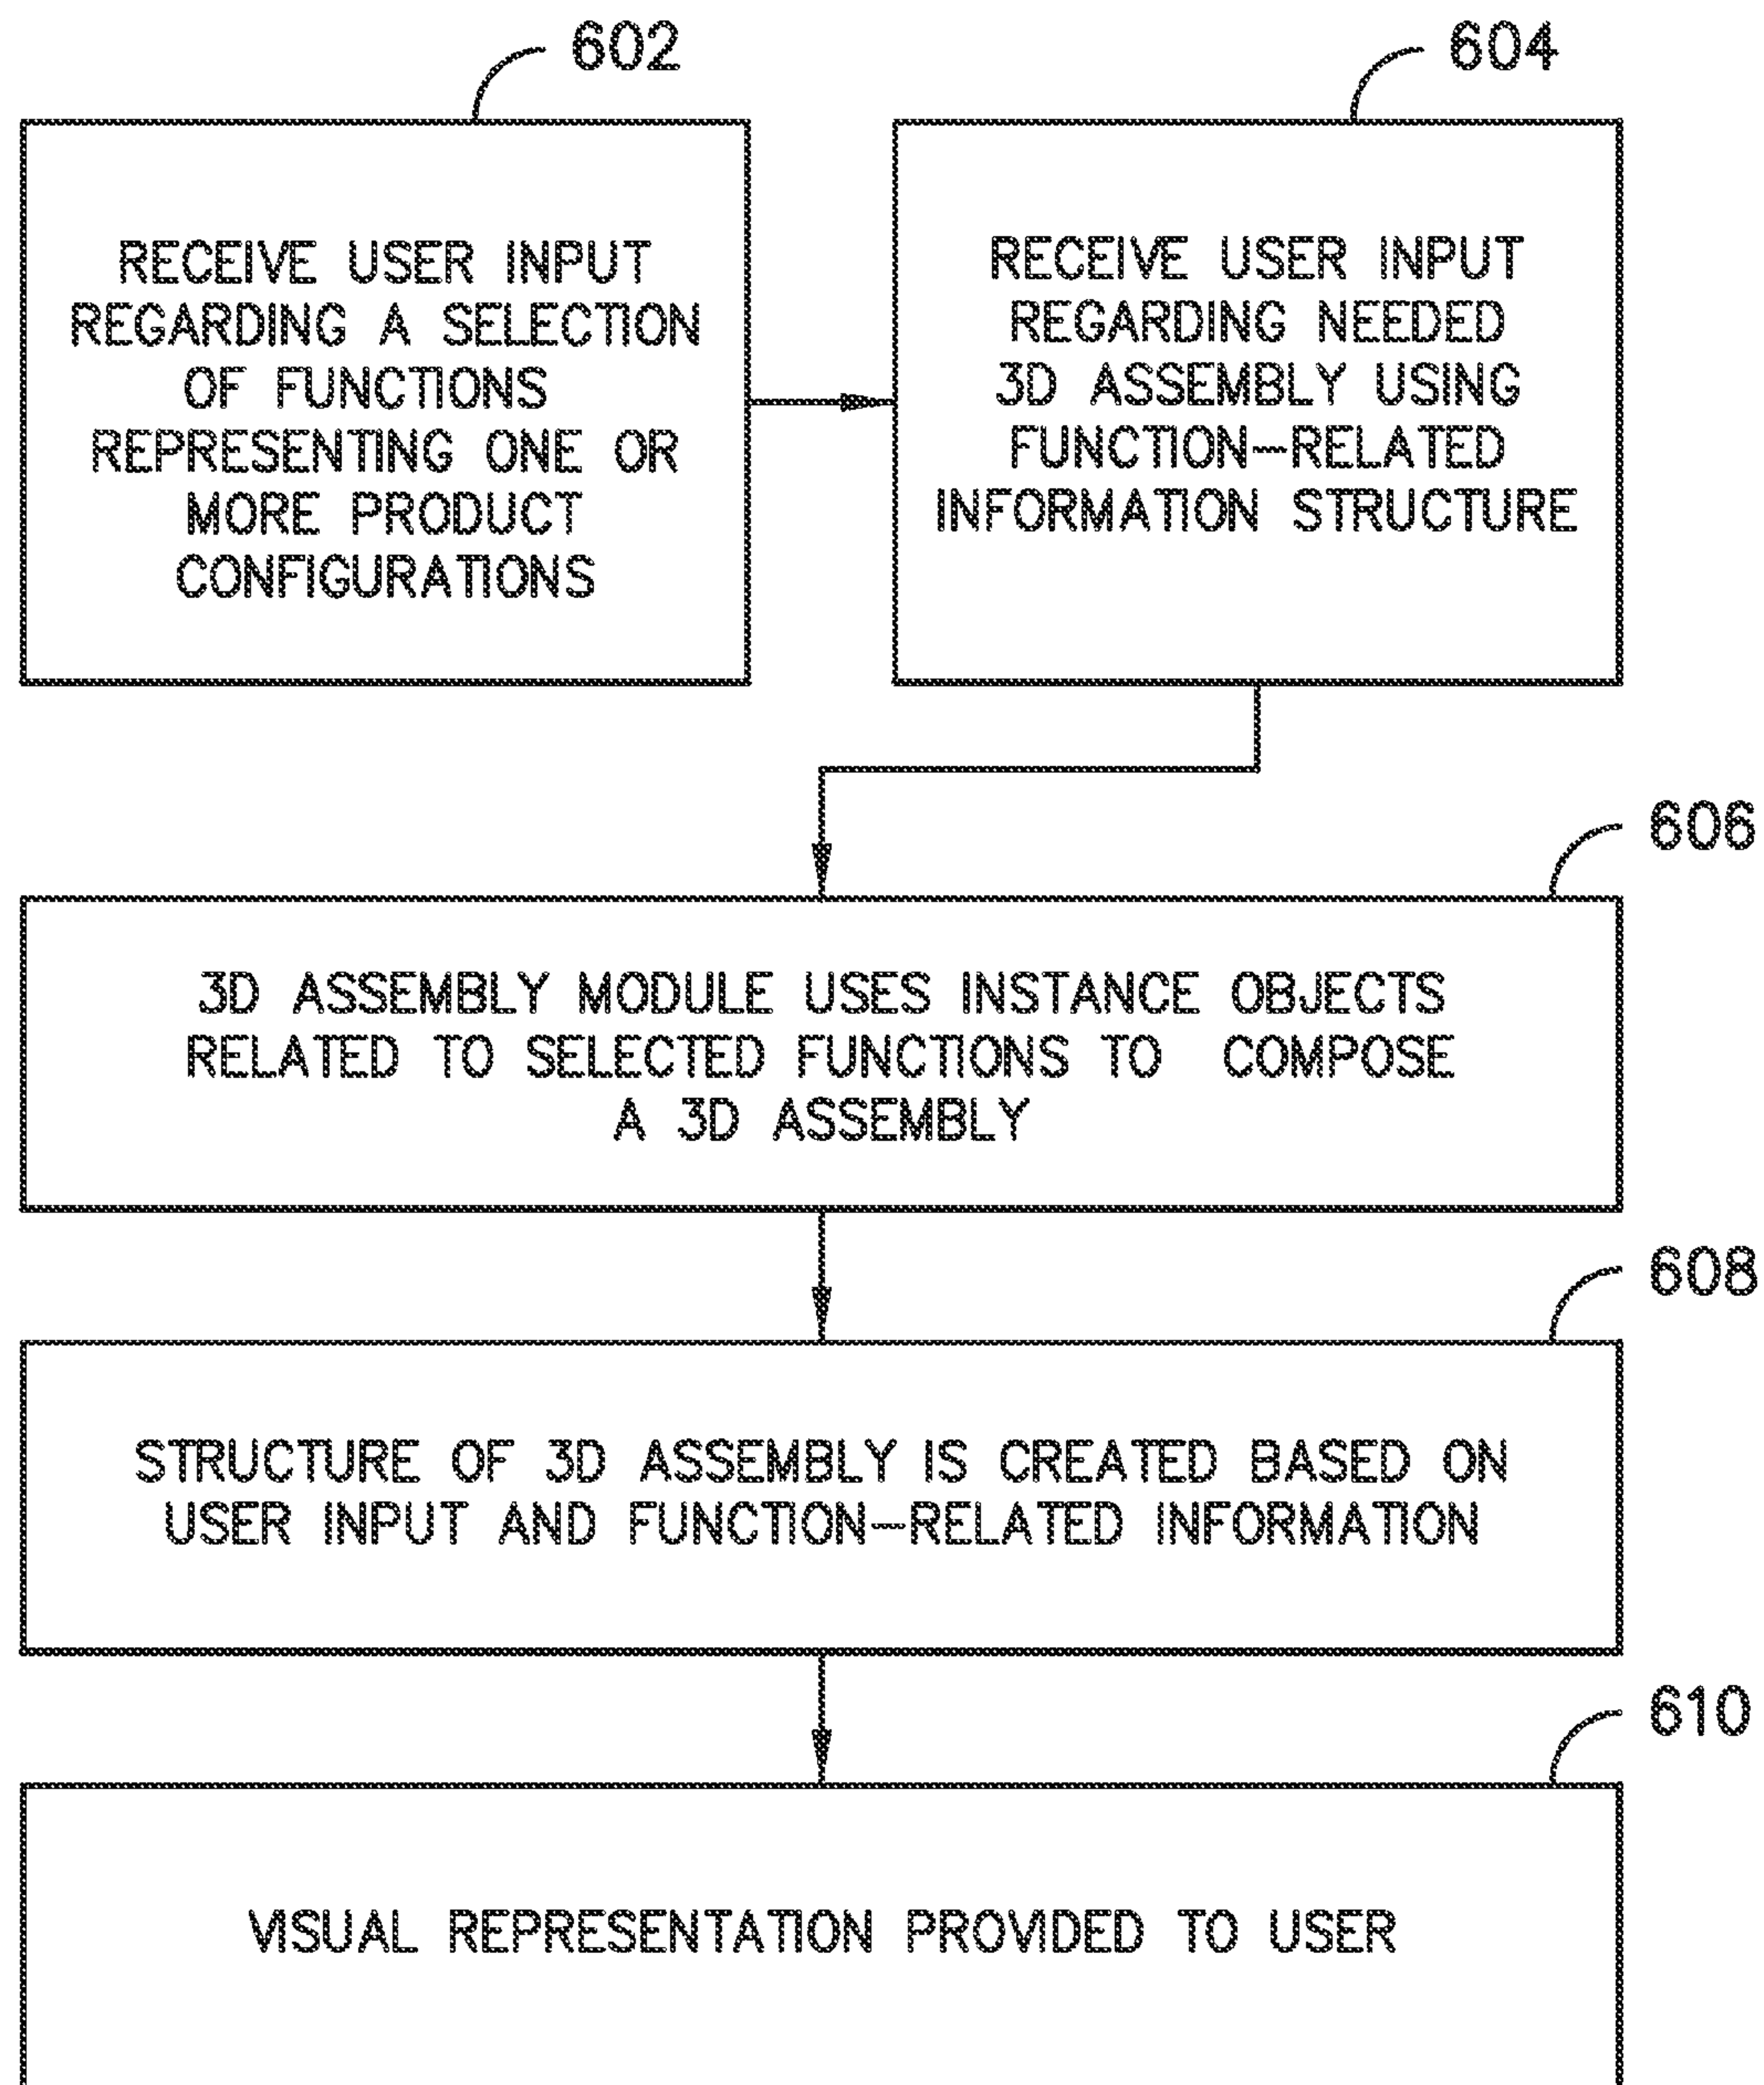 602
RECEIVE USER INPUT
REGARDING A SELECTION
OF FUNCTIONS
REPRESENTING ONE OR
MORE PRODUCT
CONFIGURATIONS
604
RECEIVE USER INPUT
REGARDING NEEDED
3D ASSEMBLY USING
FUNCTION-RELATED
INFORMATION STRUCTURE
606
3D ASSEMBLY MODULE USES INSTANCE OBJECTS
RELATED TO SELECTED FUNCTIONS TO COMPOSE
A 3D ASSEMBLY
608
STRUCTURE OF 3D ASSEMBLY IS CREATED BASED ON
USER INPUT AND FUNCTION-RELATED INFORMATION
610
VISUAL REPRESENTATION PROVIDED TO USER